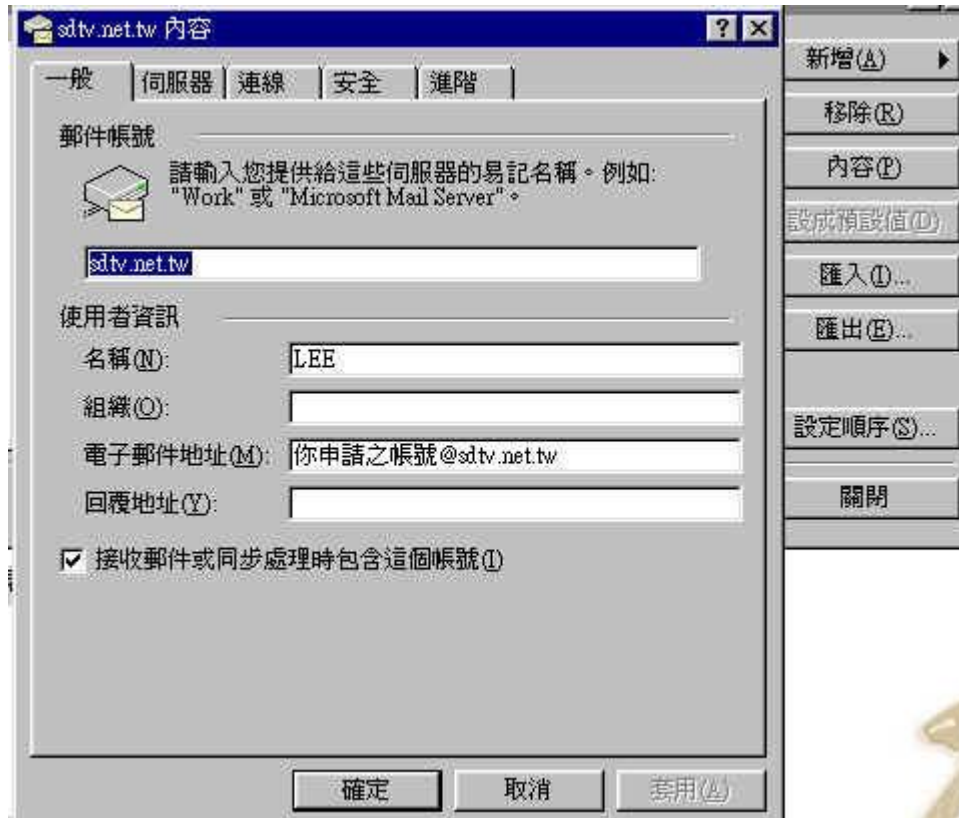 sdtv.net.tw 內容
一般 伺服器 連線 安全 進階
郵件帳號
請輸入您提供給這些伺服器的易記名稱。例如:
"Work" 或 "Microsoft Mail Server"。
sdtv.net.tw
使用者資訊
名稱(N): LEE
組織(O):
電子郵件地址(M): 你申請之帳號@sdtv.net.tw
回覆地址(Y):
接收郵件或同步處理時包含這個帳號(I)
確定 取消 套用(A)
新增(A)
移除(R)
內容(P)
設成預設值(D)
匯入(I)...
匯出(E)...
設定順序(S)...
關閉